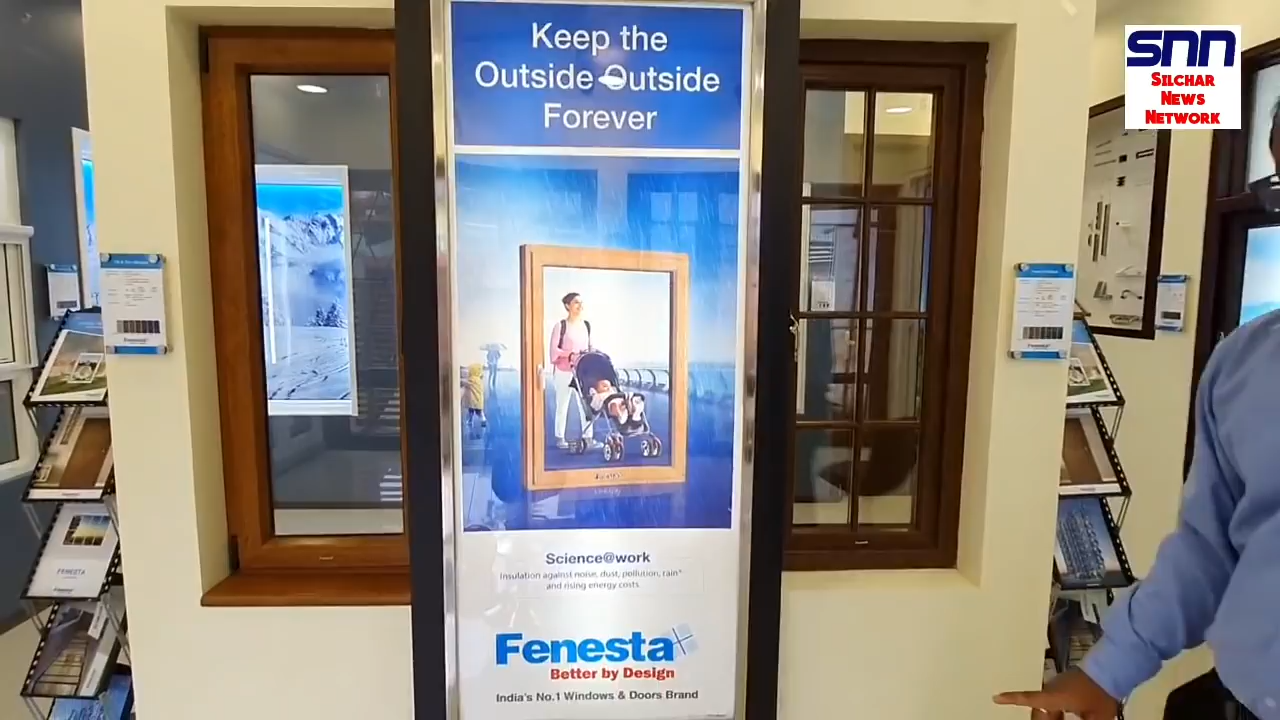 Keep the
Outside Outside
Forever
Science@work
Insulation against noise, dust, pollution, rain*
and rising energy costs.
Fenesta
Better by Design
India's No.1 Windows & Doors Brand
snn
SILCHAR
NEWS
NETWORK
FENESTA